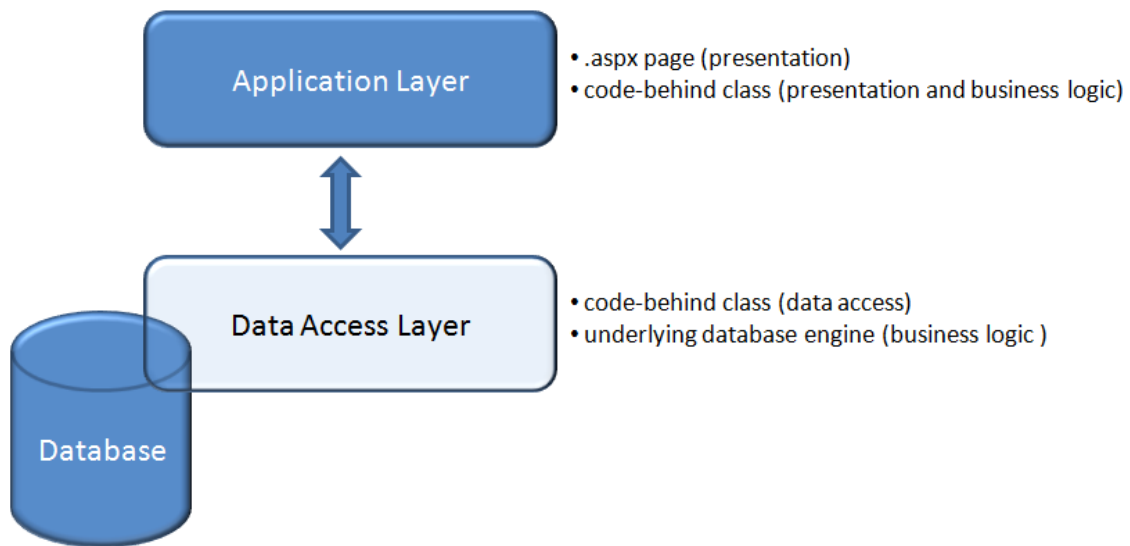 Application Layer
• .aspx page (presentation)
• code-behind class (presentation and business logic)
Data Access Layer
• code-behind class (data access)
• underlying database engine (business logic )
Database